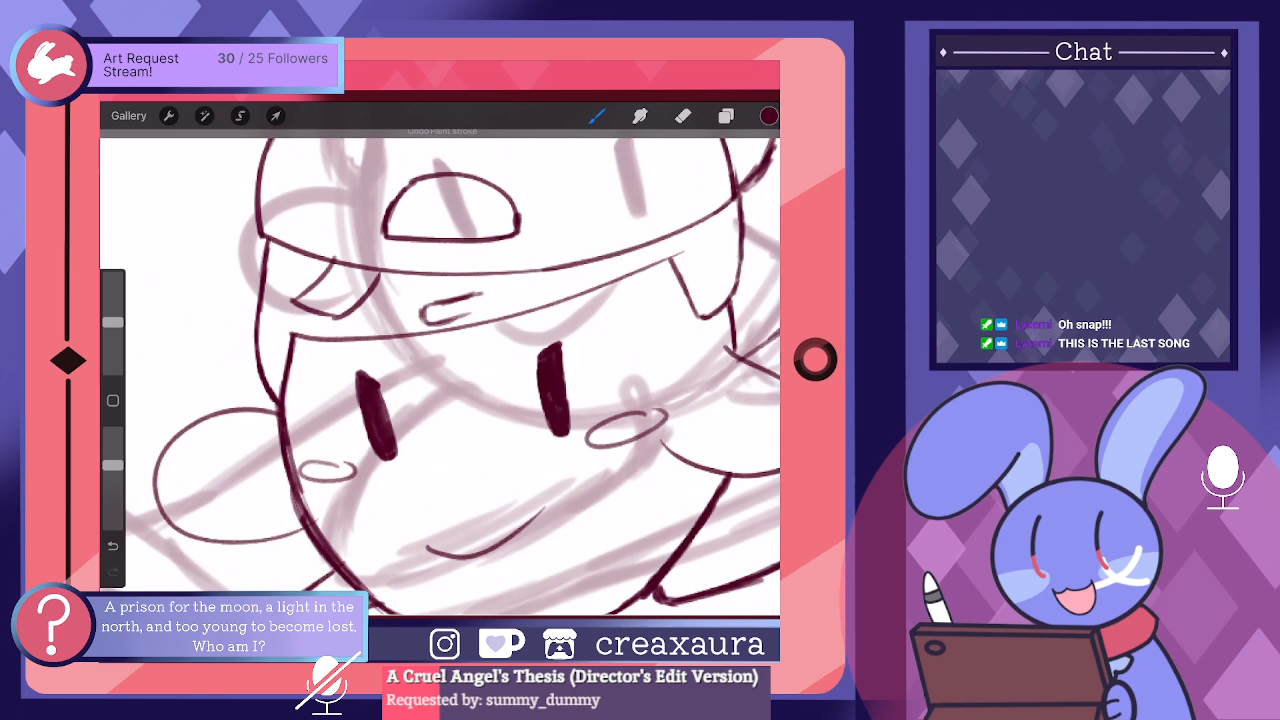 Art Request
Stream!
30 / 25 Followers
Gallery
Undo Paint stroke
Chat
Oh snap!!!
THIS IS THE LAST SONG
A prison for the moon, a light in the
north, and too young to become lost.
Who am I?
creaxaura
A Cruel Angel's Thesis (Director's Edit Version)
Requested by: summy_dummy